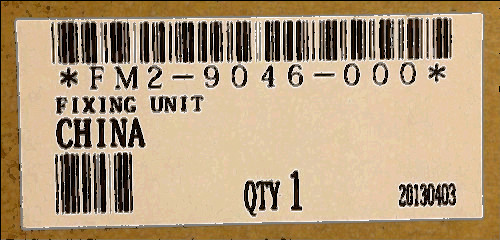 *FM2-9046-000*
FIXING UNIT
CHINA
QTY 1
20130403